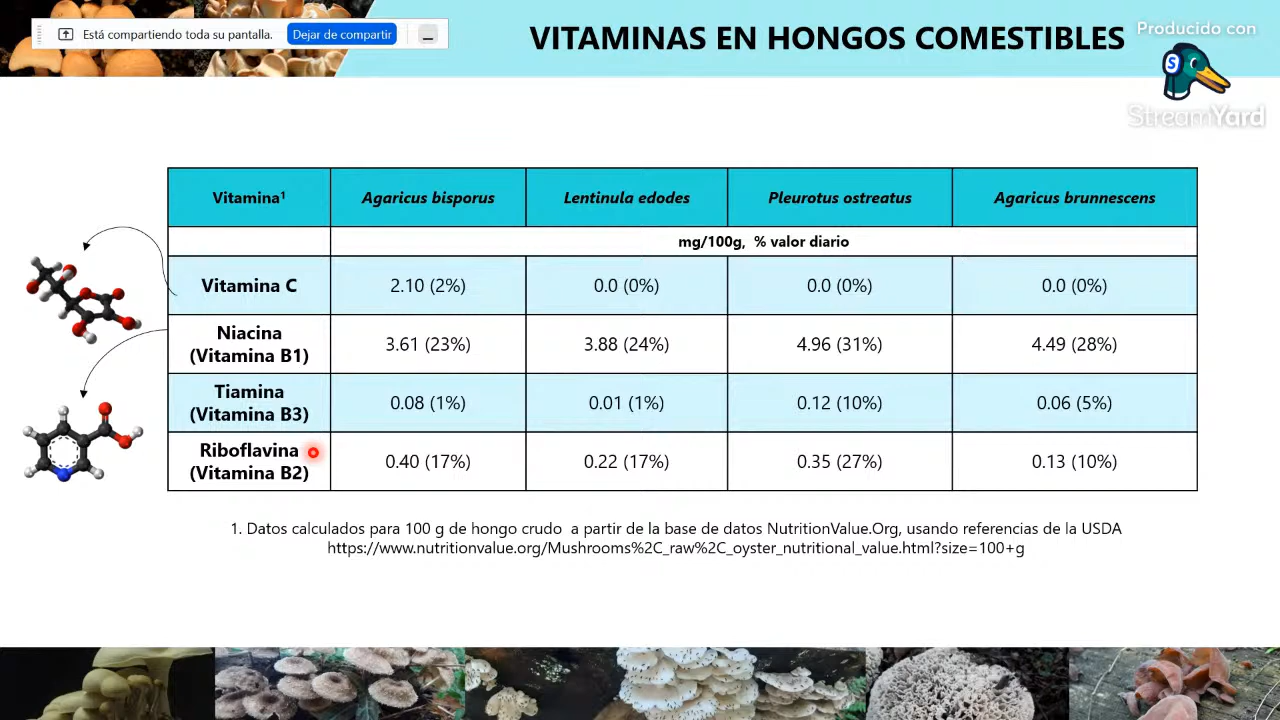 Está compartiendo toda su pantalla.
Dejar de compartir
VITAMINAS EN HONGOS COMESTIBLES
Producido con
StreamYard
Vitamina¹ Agaricus bisporus Lentinula edodes Pleurotus ostreatus Agaricus brunnescens
mg/100g, % valor diario
Vitamina C 2.10 (2%) 0.0 (0%) 0.0 (0%) 0.0 (0%)
Niacina
(Vitamina B1) 3.61 (23%) 3.88 (24%) 4.96 (31%) 4.49 (28%)
Tiamina
(Vitamina B3) 0.08 (1%) 0.01 (1%) 0.12 (10%) 0.06 (5%)
Riboflavina
(Vitamina B2) 0.40 (17%) 0.22 (17%) 0.35 (27%) 0.13 (10%)
1. Datos calculados para 100 g de hongo crudo a partir de la base de datos NutritionValue.Org, usando referencias de la USDA
https://www.nutritionvalue.org/Mushrooms%2C_raw%2C_oyster_nutritional_value.html?size=100+g